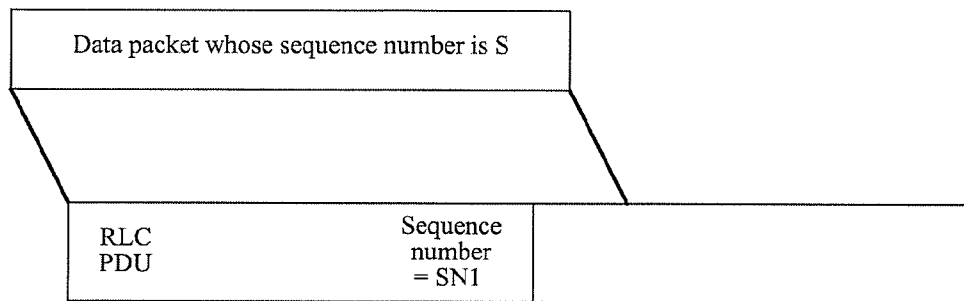 Data packet whose sequence number is S
RLC
PDU
Sequence
number
= SN1